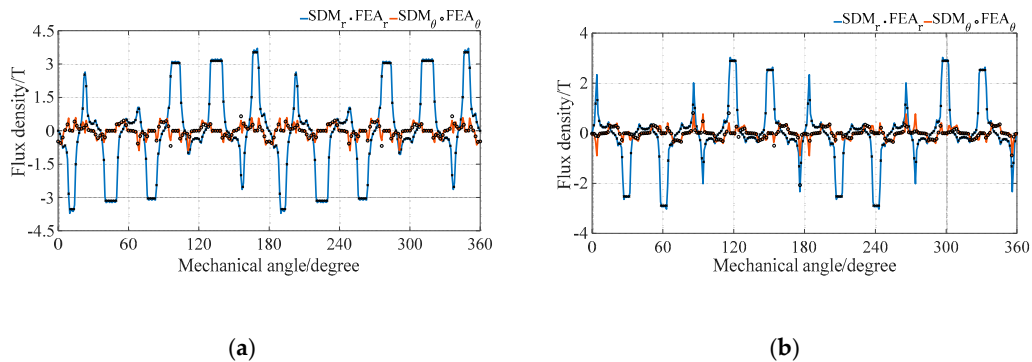 SDMr FEAr SDMθ FEAθ
4.5
3
1.5
0
-1.5
-3
-4.5
Flux density/T
0 60 120 180 240 300 360
Mechanical angle/degree
(a)
SDMr FEAr SDMθ FEAθ
4
2
0
-2
-4
Flux density/T
0 60 120 180 240 300 360
Mechanical angle/degree
(b)